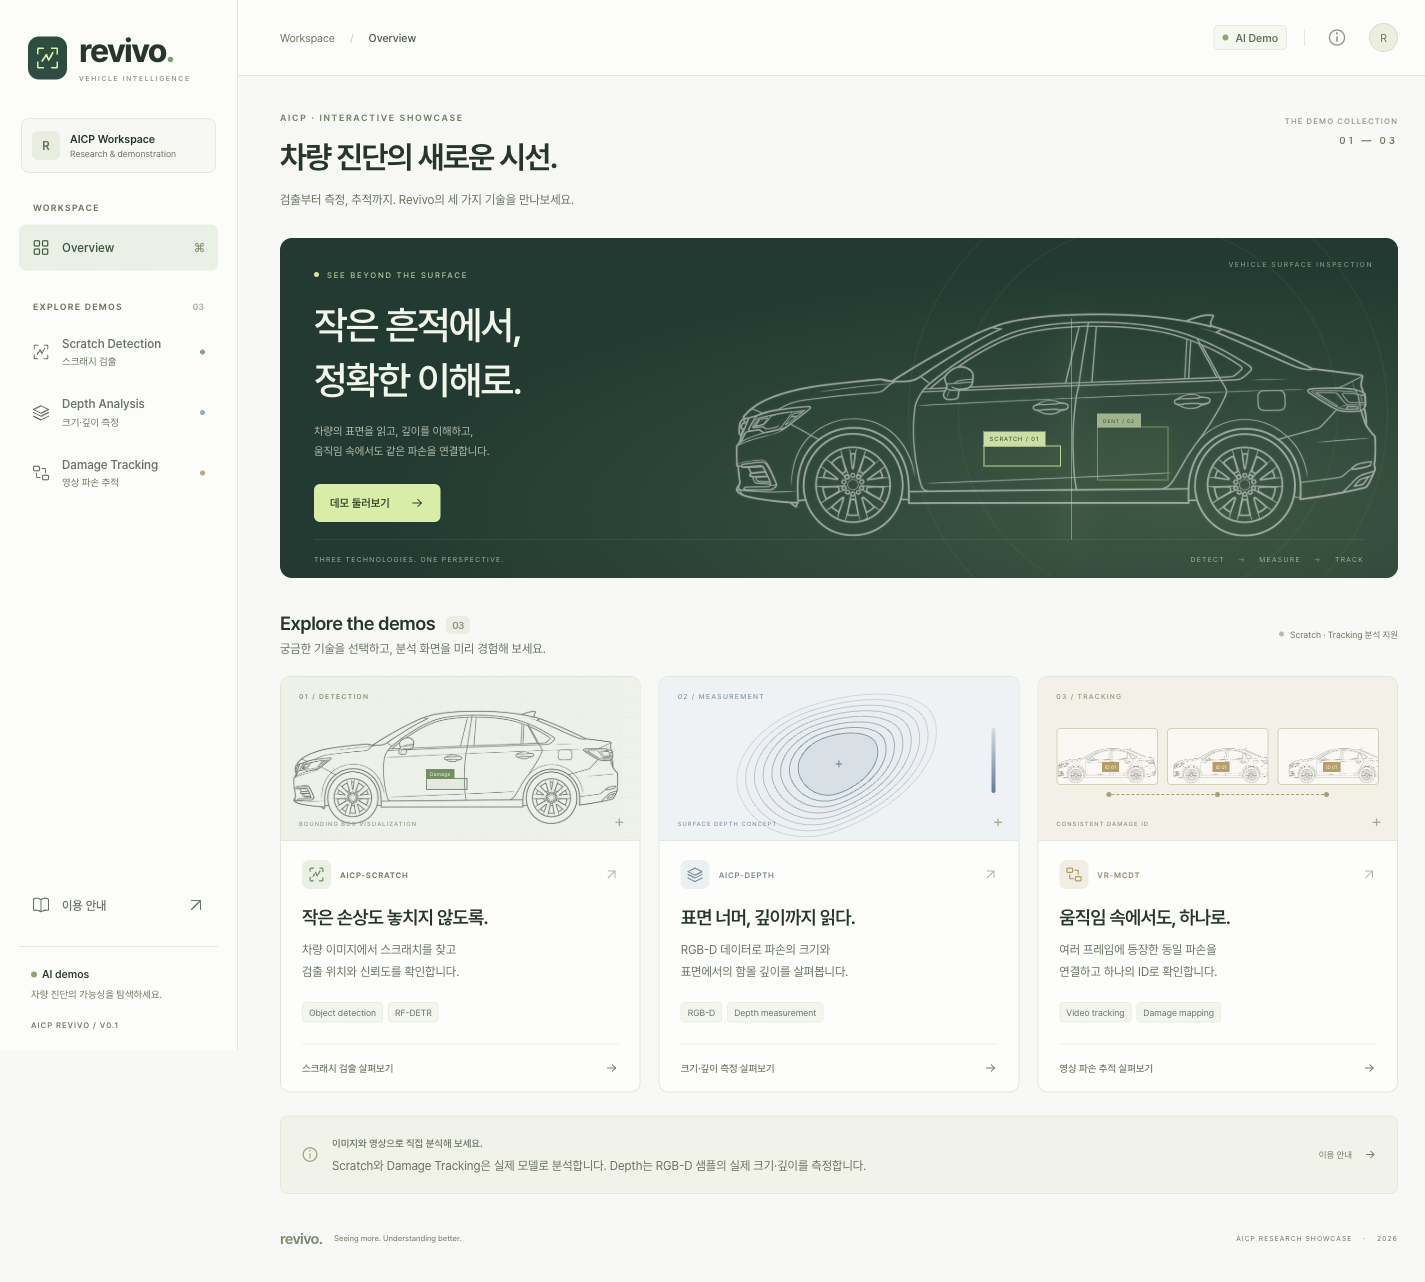 revivo.
VEHICLE INTELLIGENCE
R
AICP Workspace
Research & demonstration
WORKSPACE
Overview ⌘
EXPLORE DEMOS 03
Scratch Detection
스크래치 검출
Depth Analysis
크기·깊이 측정
Damage Tracking
영상 파손 추적
이용 안내
AI demos
차량 진단의 가능성을 탐색하세요.
AICP REVIVO / V0.1
Workspace / Overview
AI Demo
R
AICP · INTERACTIVE SHOWCASE
차량 진단의 새로운 시선.
검출부터 측정, 추적까지. Revivo의 세 가지 기술을 만나보세요.
THE DEMO COLLECTION
01 — 03
SEE BEYOND THE SURFACE
VEHICLE SURFACE INSPECTION
작은 흔적에서,
정확한 이해로.
차량의 표면을 읽고, 깊이를 이해하고,
움직임 속에서도 같은 파손을 연결합니다.
데모 둘러보기 →
SCRATCH / 01
DENT / 02
THREE TECHNOLOGIES. ONE PERSPECTIVE.
DETECT → MEASURE → TRACK
Explore the demos 03
궁금한 기술을 선택하고, 분석 화면을 미리 경험해 보세요.
Scratch · Tracking 분석 지원
01 / DETECTION
Damage
BOUNDING BOX VISUALIZATION
+
AICP-SCRATCH
작은 손상도 놓치지 않도록.
차량 이미지에서 스크래치를 찾고
검출 위치와 신뢰도를 확인합니다.
Object detection
RF-DETR
스크래치 검출 살펴보기 →
02 / MEASUREMENT
+
SURFACE DEPTH CONCEPT
+
AICP-DEPTH
표면 너머, 깊이까지 읽다.
RGB-D 데이터로 파손의 크기와
표면에서의 함몰 깊이를 살펴봅니다.
RGB-D
Depth measurement
크기·깊이 측정 살펴보기 →
03 / TRACKING
ID 01
ID 01
ID 01
CONSISTENT DAMAGE ID
+
VR-MCDT
움직임 속에서도, 하나로.
여러 프레임에 등장한 동일 파손을
연결하고 하나의 ID로 확인합니다.
Video tracking
Damage mapping
영상 파손 추적 살펴보기 →
이미지와 영상으로 직접 분석해 보세요.
Scratch와 Damage Tracking은 실제 모델로 분석합니다. Depth는 RGB-D 샘플의 실제 크기·깊이를 측정합니다.
이용 안내 →
revivo.
Seeing more. Understanding better.
AICP RESEARCH SHOWCASE · 2026